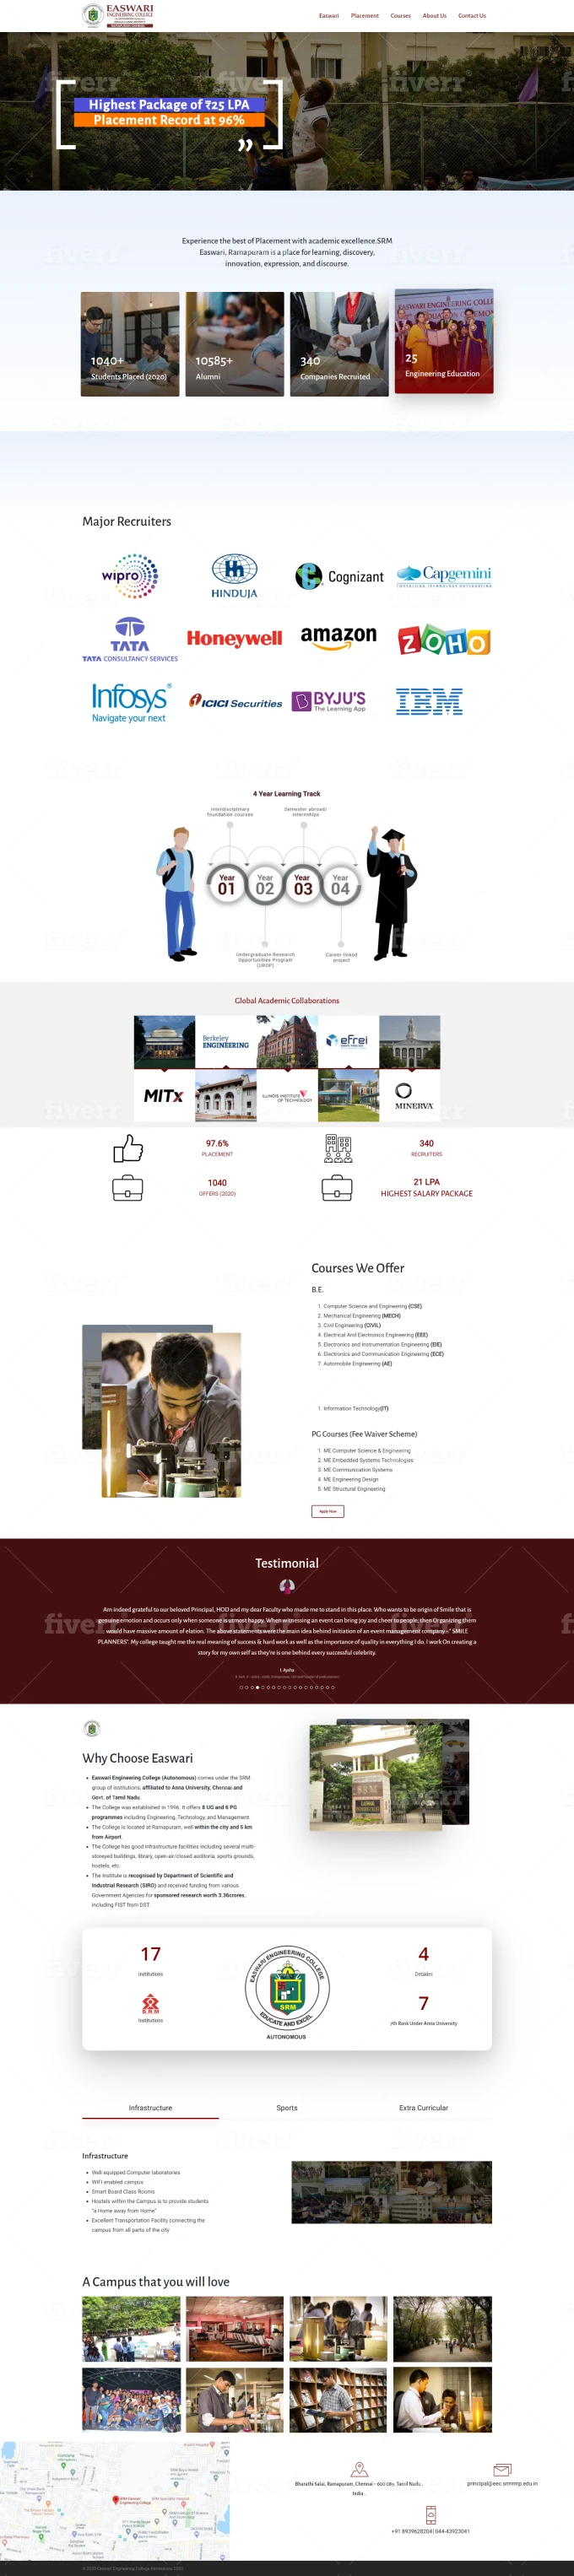 EASWARI
ENGINEERING COLLEGE
Easwari
Placement
Courses
About Us
Contact Us
Highest Package of ₹25 LPA
Placement Record at 96%
fiverr
Experience the best of Placement with academic excellence.SRM
Easwari, Ramapuram is a place for learning, discovery,
innovation, expression, and discourse.
1040+
Students Placed (2020)
10585+
Alumni
340
Companies Recruited
25
Engineering Education
Major Recruiters
wipro
HINDUJA
Cognizant
Capgemini
CONSULTING.TECHNOLOGY.OUTSOURCING
TATA
TATA CONSULTANCY SERVICES
Honeywell
amazon
ZOHO
Infosys®
Navigate your next
ICICI Securities
BYJU'S
The Learning App
IBM
4 Year Learning Track
Interdisciplinary
foundation courses
Semester abroad/
Internships
Year
01
Year
02
Year
03
Year
04
Undergraduate Research
Opportunities Program
(UROP)
Career-linked
project
Global Academic Collaborations
Berkeley
ENGINEERING
efrei
MITx
ILLINOIS INSTITUTE
OF TECHNOLOGY
MINERVA
97.6%
PLACEMENT
340
RECRUITERS
1040
OFFERS (2020)
21 LPA
HIGHEST SALARY PACKAGE
Courses We Offer
B.E.
1. Computer Science and Engineering (CSE)
2. Mechanical Engineering (MECH)
3. Civil Engineering (CIVIL)
4. Electrical And Electronics Engineering (EEE)
5. Electronics and Instrumentation Engineering (EIE)
6. Electronics and Communication Engineering (ECE)
7. Automobile Engineering (AE)
1. Information Technology(IT)
PG Courses (Fee Waiver Scheme)
1. ME Computer Science & Engineering
2. ME Embedded Systems Technologies
3. ME Communication Systems
4. ME Engineering Design
5. ME Structural Engineering
Apply Now
Testimonial
Am indeed grateful to our beloved Principal, HOD and my dear Faculty who made me to stand in this place. Who wants to be origin of Smile that is
genuine emotion and occurs only when someone is utmost happy. When witnessing an event can bring joy and cheer to people, then Organizing them
would have massive amount of elation. The above statements were the main idea behind initiation of an event management company –" SMILE
PLANNERS". My college taught me the real meaning of success & hard work as well as the importance of quality in everything I do. I work On creating a
story for my own self as they're is one behind every successful celebrity.
I. Aysha
Why Choose Easwari
Easwari Engineering College (Autonomous) comes under the SRM
group of institutions, affiliated to Anna University, Chennai and
Govt. of Tamil Nadu.
The College was established in 1996. It offers 8 UG and 6 PG
programmes including Engineering, Technology, and Management.
The College is located at Ramapuram, well within the city and 5 km
from Airport.
The College has good infrastructure facilities including several multi-
storeyed buildings, library, open air/closed auditoria, sports grounds,
hostels, etc.
The Institute is recognised by Department of Scientific and
Industrial Research (SIRO) and received funding from various
Government Agencies for sponsored research worth 3.36crores,
including FIST from DST.
17
Institutions
SRM
Institutions
EASWARI ENGINEERING COLLEGE
SRM
EDUCATE AND EXCEL
AUTONOMOUS
4
Decades
7
7th Rank Under Anna University
Infrastructure
Sports
Extra Curricular
Infrastructure
Well equipped Computer laboratories
WIFI enabled campus
Smart Board Class Rooms
Hostels within the Campus is to provide students
"a Home away from Home"
Excellent Transportation Facility connecting the
campus from all parts of the city
A Campus that you will love
Bharathi Salai, Ramapuram, Chennai - 600 089. Tamil Nadu.,
India .
principal@eec.srmrmp.edu.in
+91 8939628204| 044-43923041
© 2020 Easwari Engineering College Admissions 2020.